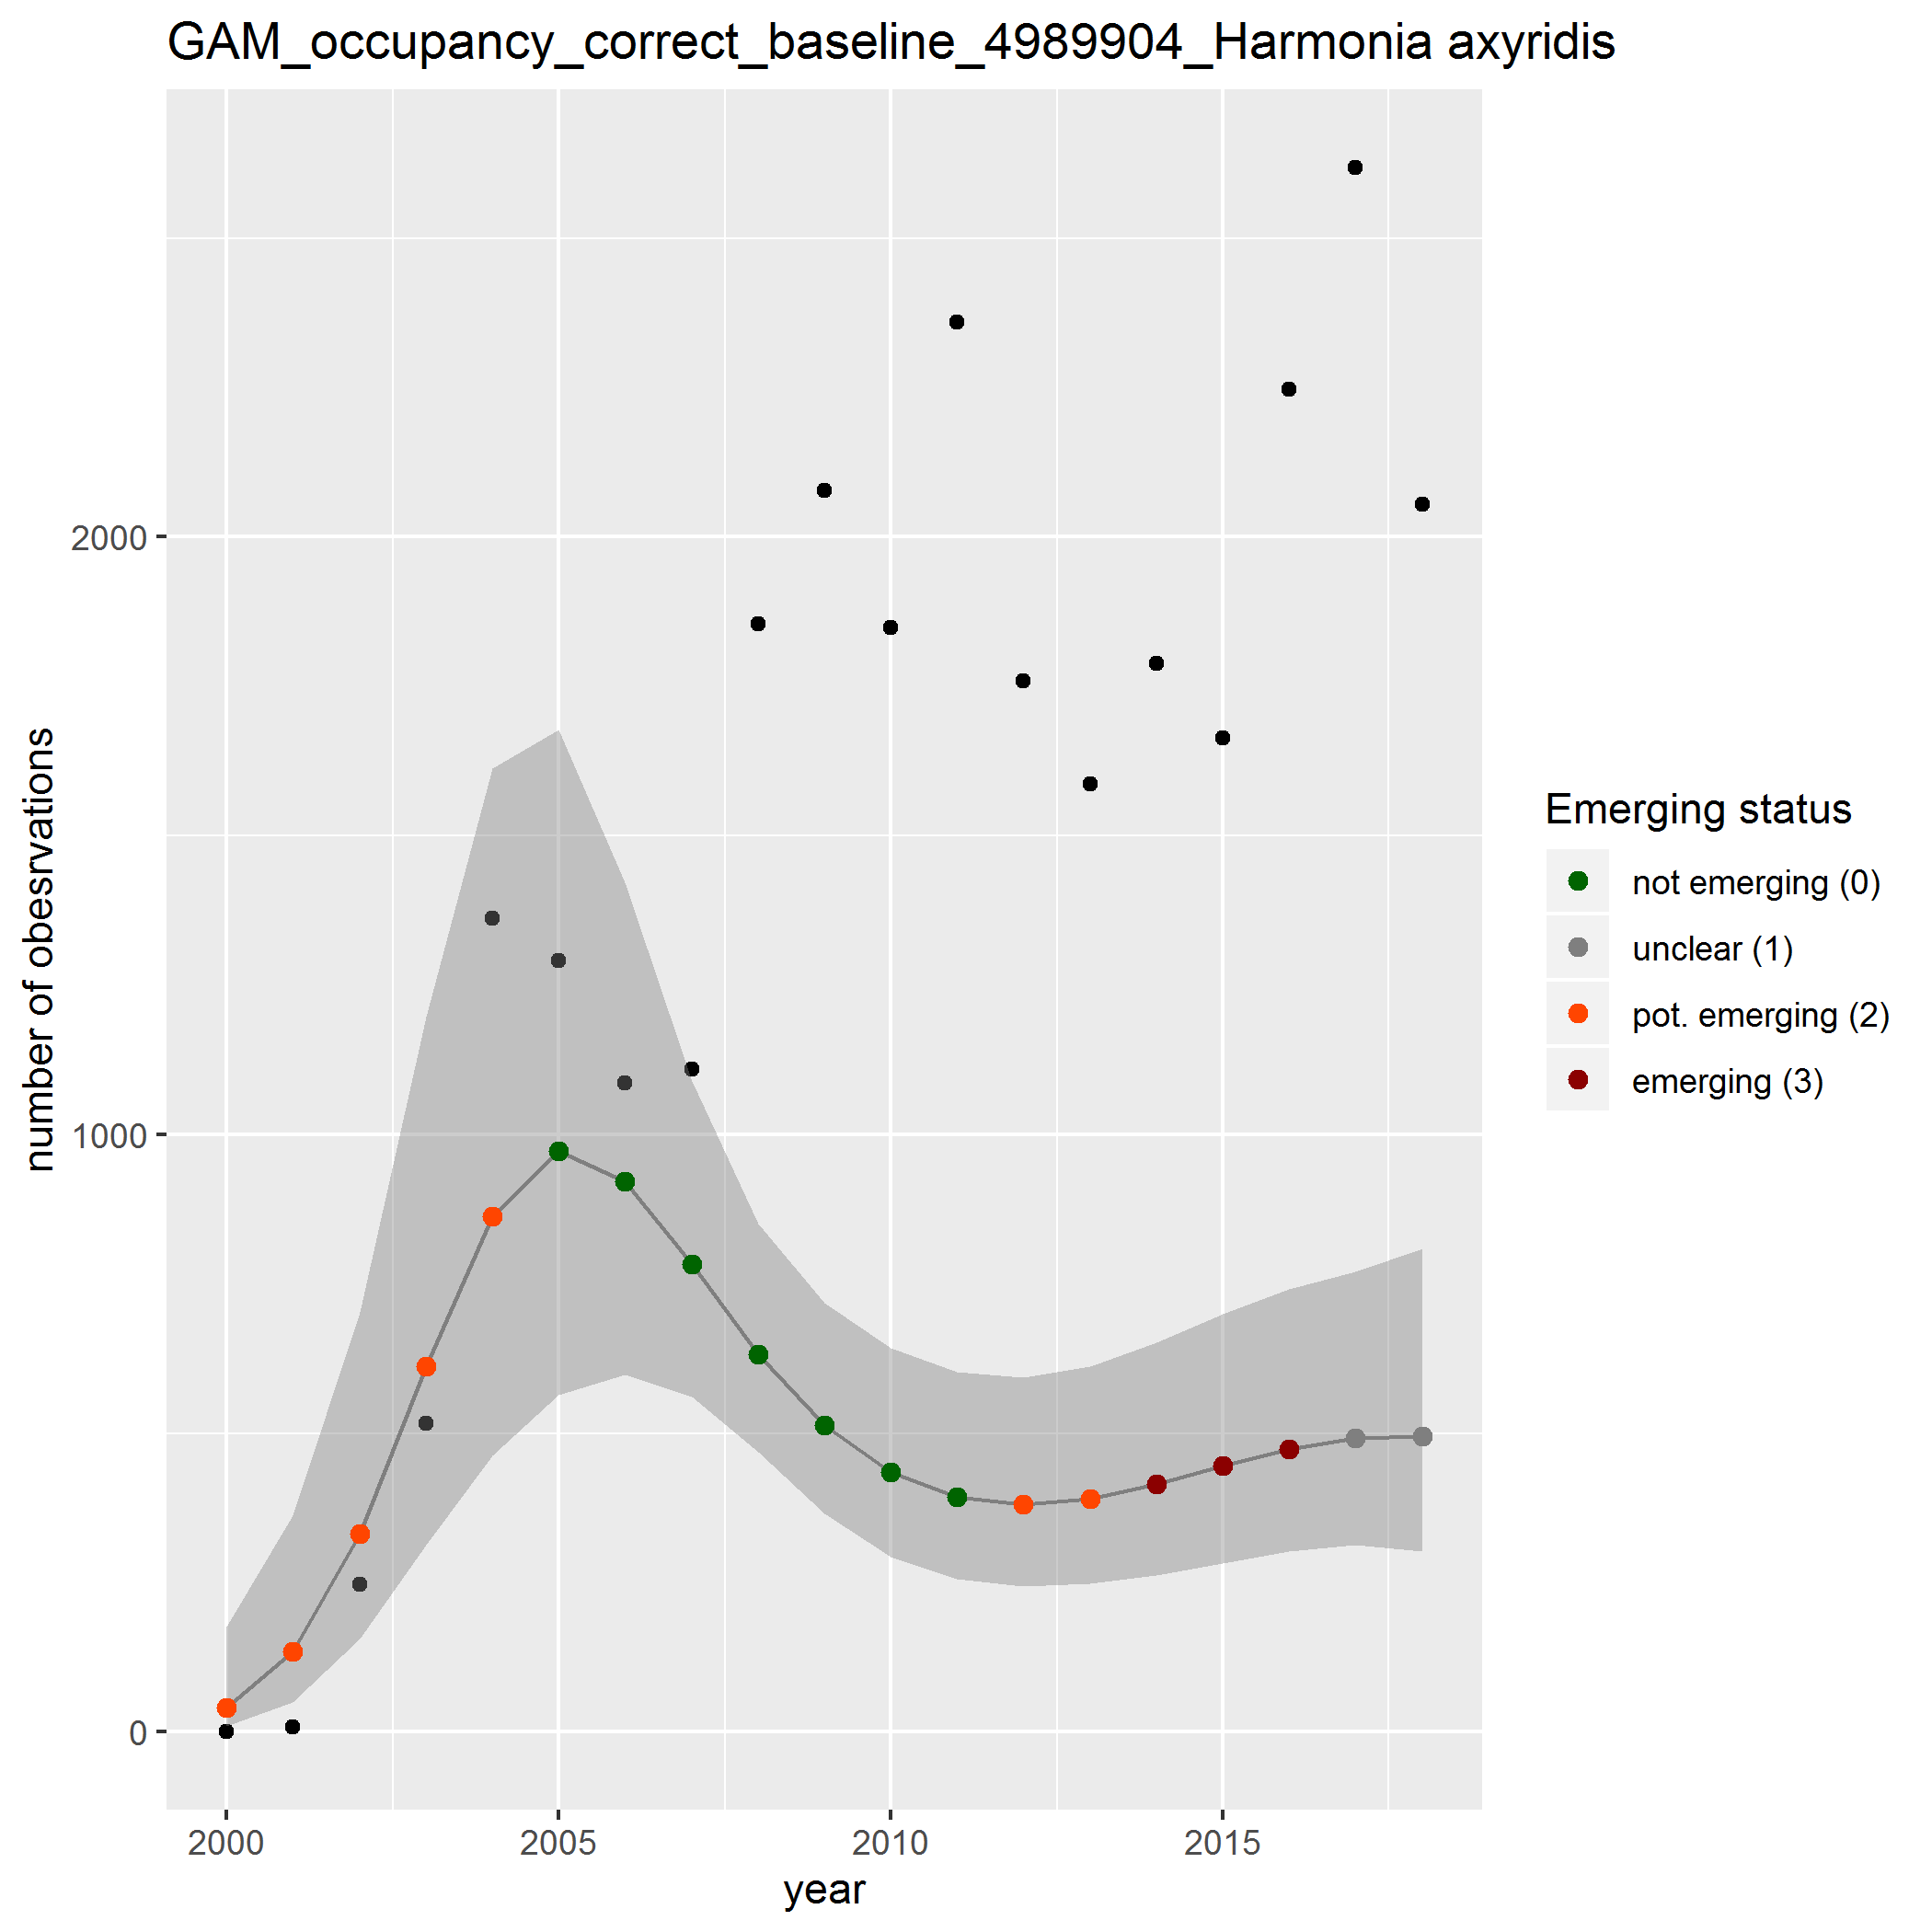 GAM_occupancy_correct_baseline_4989904_Harmonia axyridis
number of obesrvations
2000
1000
0
2000
2005
2010
2015
year
Emerging status
not emerging (0)
unclear (1)
pot. emerging (2)
emerging (3)